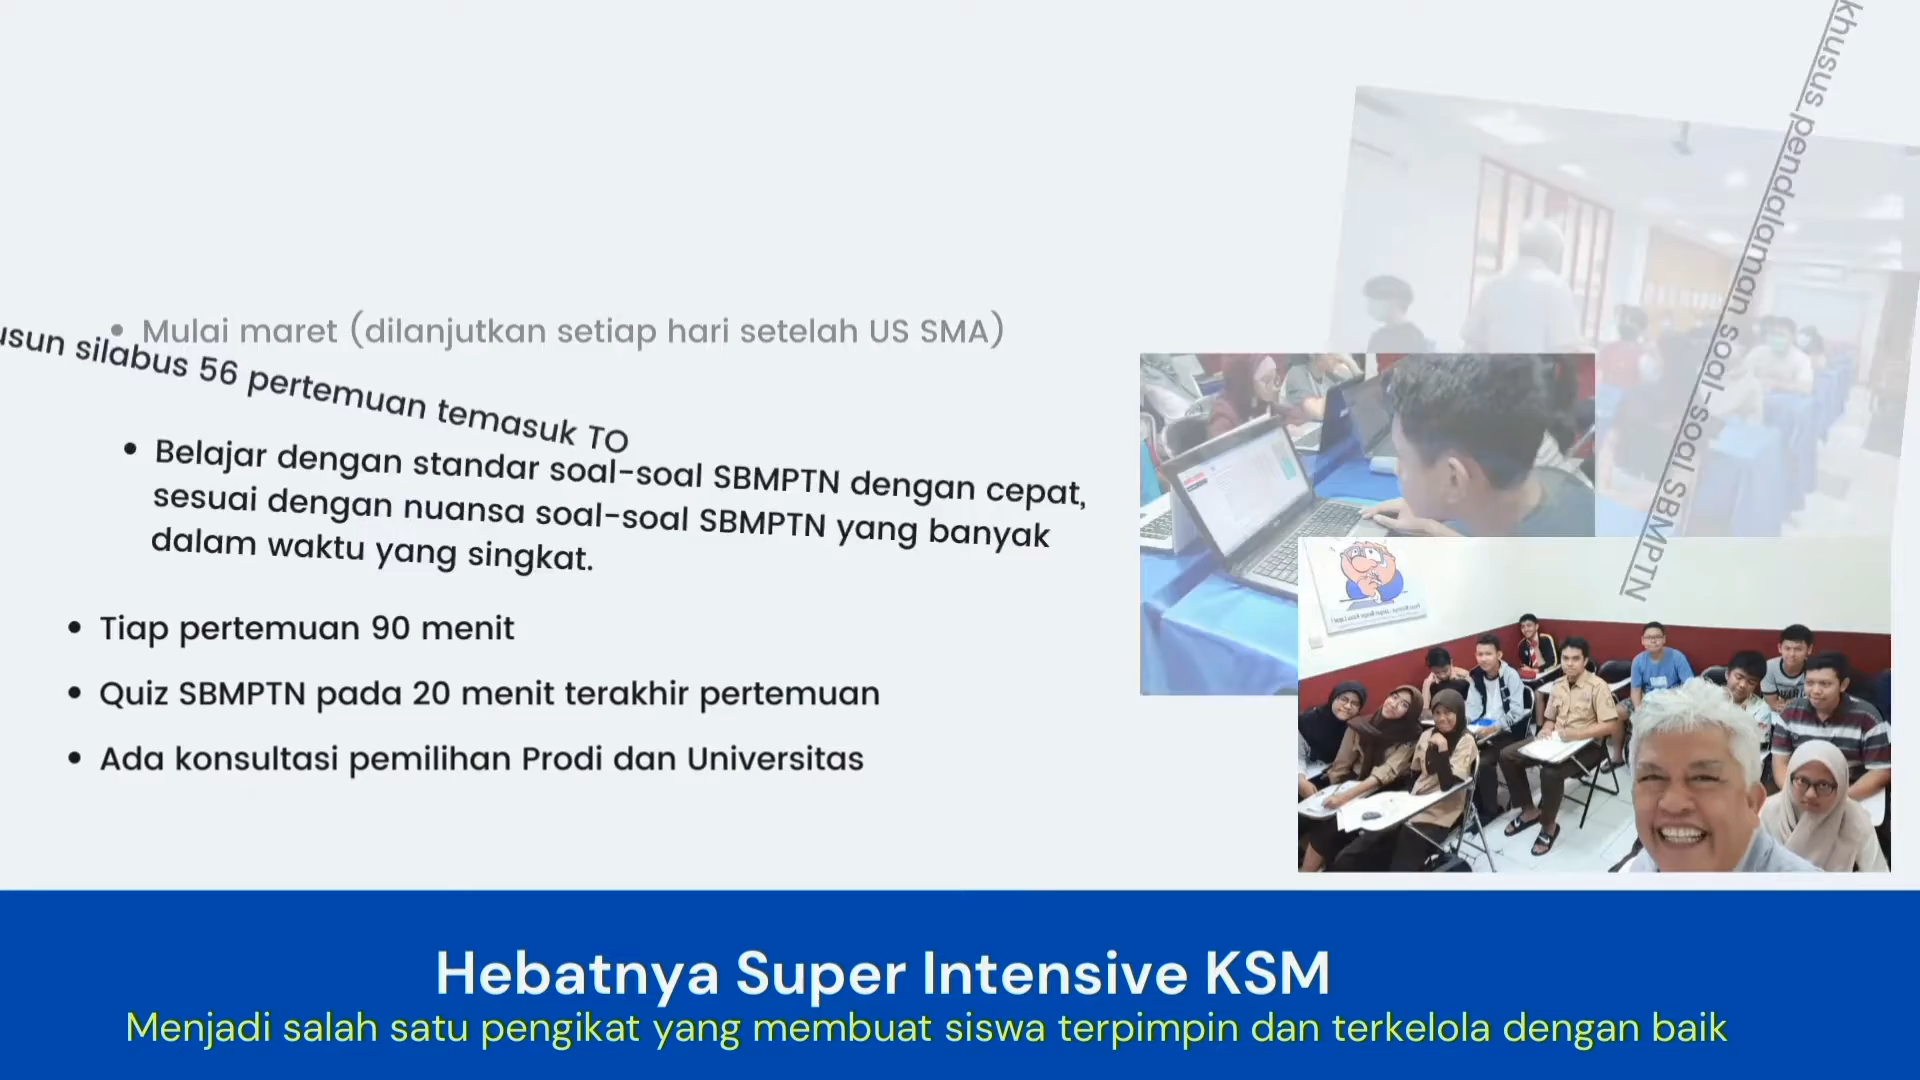 khusus pendalaman soal-soal SBMPTN
Mulai maret (dilanjutkan setiap hari setelah US SMA)
silabus 56 pertemuan temasuk TO
Belajar dengan standar soal-soal SBMPTN dengan cepat,
sesuai dengan nuansa soal-soal SBMPTN yang banyak
dalam waktu yang singkat.
Tiap pertemuan 90 menit
Quiz SBMPTN pada 20 menit terakhir pertemuan
Ada konsultasi pemilihan Prodi dan Universitas
Hebatnya Super Intensive KSM
Menjadi salah satu pengikat yang membuat siswa terpimpin dan terkelola dengan baik